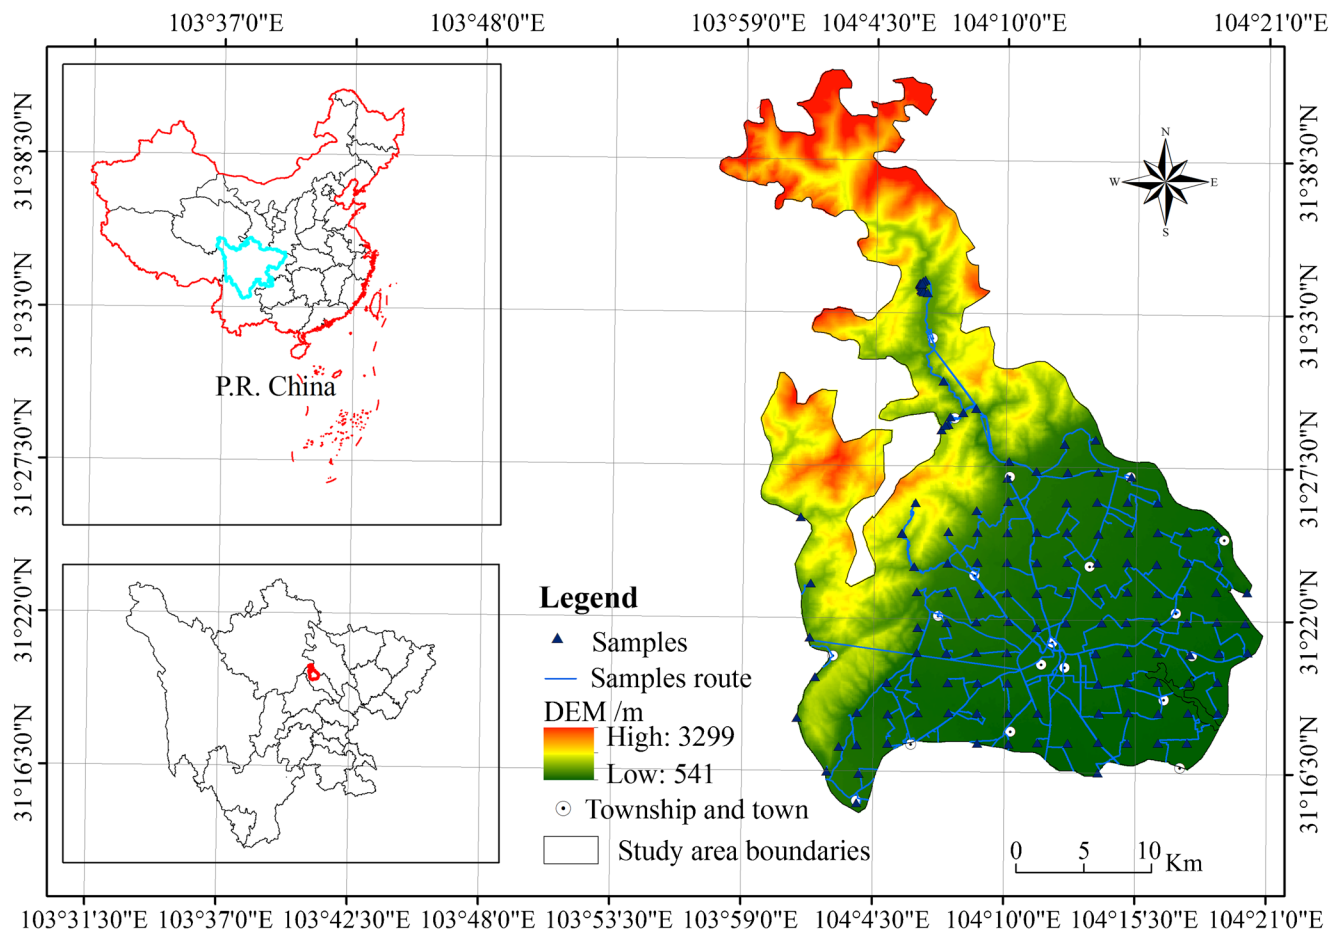 103°37'0"E 103°48'0"E 103°59'0"E 104°4'30"E 104°10'0"E 104°21'0"E
31°38'30"N
31°33'0"N
31°27'30"N
31°22'0"N
31°16'30"N
P.R. China
N
W E
S
31°38'30"N
31°33'0"N
31°27'30"N
31°22'0"N
31°16'30"N
Legend
Samples
Samples route
DEM /m
High: 3299
Low: 541
Township and town
Study area boundaries
0 5 10 Km
103°31'30"E 103°37'0"E 103°42'30"E 103°48'0"E 103°53'30"E 103°59'0"E 104°4'30"E 104°10'0"E 104°15'30"E 104°21'0"E